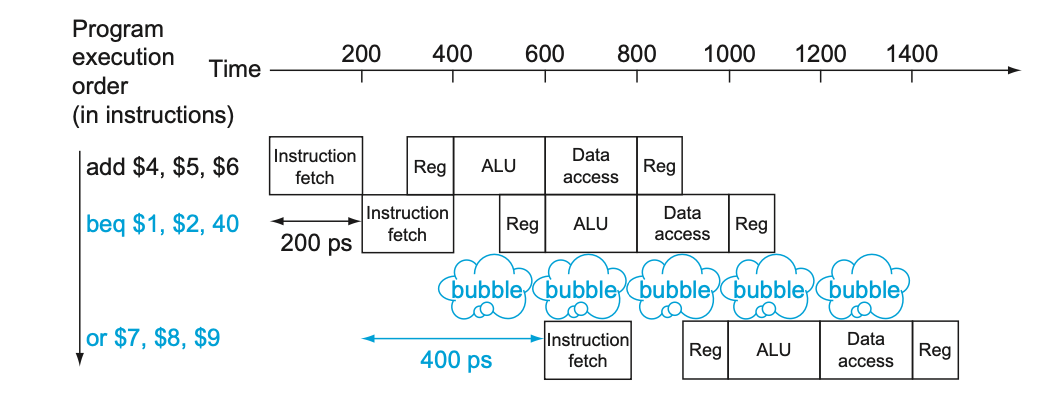 Program
execution
order
(in instructions)
Time
200 400 600 800 1000 1200 1400
add $4, $5, $6
Instruction
fetch
Reg
ALU
Data
access
Reg
beq $1, $2, 40
200 ps
Instruction
fetch
Reg
ALU
Data
access
Reg
bubble bubble bubble bubble bubble
or $7, $8, $9
400 ps
Instruction
fetch
Reg
ALU
Data
access
Reg